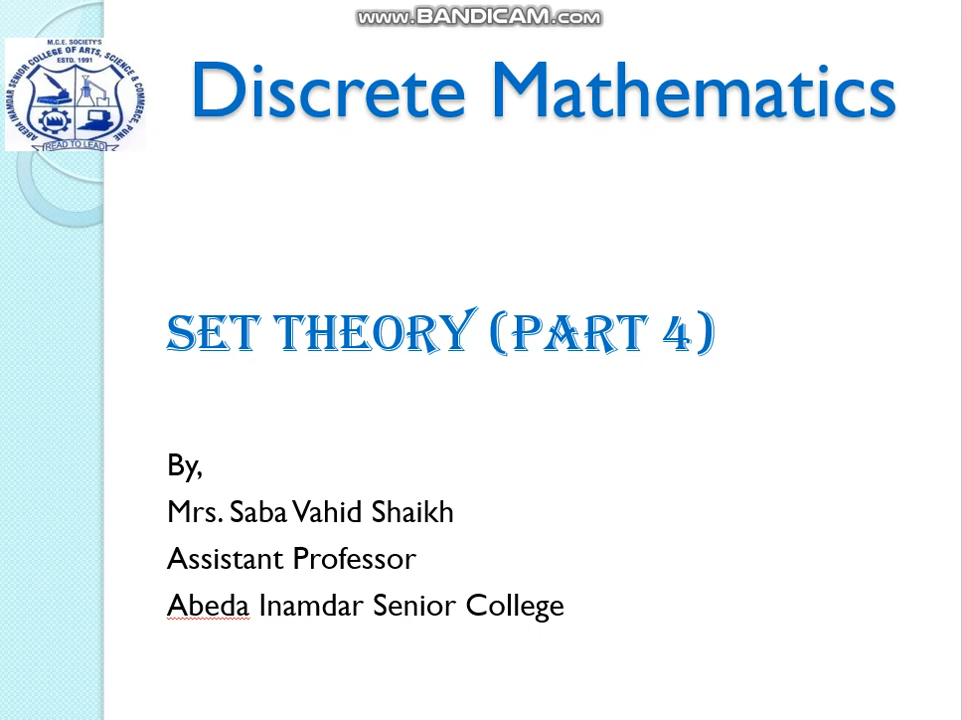 www.BANDICAM.com
M.C.E. SOCIETY'S
ABEDA INAMDAR SENIOR COLLEGE OF ARTS, SCIENCE & COMMERCE, PUNE
ESTD. 1991
READ TO LEAD
Discrete Mathematics
SET THEORY (PART 4)
By,
Mrs. Saba Vahid Shaikh
Assistant Professor
Abeda Inamdar Senior College